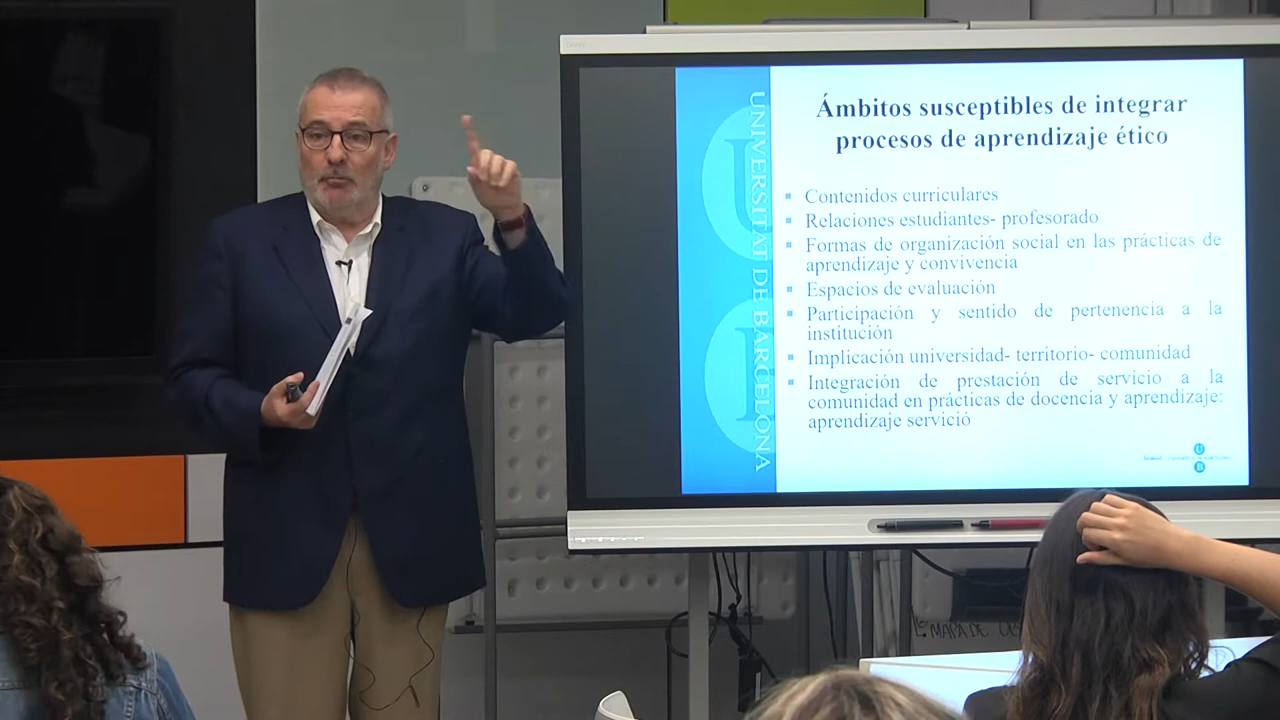 Ámbitos susceptibles de integrar
procesos de aprendizaje ético
UNIVERSITAT DE BARCELONA
Contenidos curriculares
Relaciones estudiantes- profesorado
Formas de organización social en las prácticas de
aprendizaje y convivencia
Espacios de evaluación
Participación y sentido de pertenencia a la
institución
Implicación universidad- territorio- comunidad
Integración de prestación de servicio a la
comunidad en prácticas de docencia y aprendizaje:
aprendizaje servició
U
B
MAPA DE